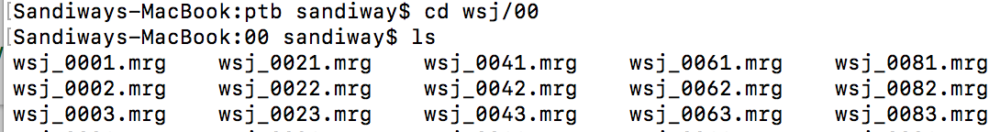 [Sandiways-MacBook:ptb sandiway$ cd wsj/00
[Sandiways-MacBook:00 sandiway$ ls
wsj_0001.mrg    wsj_0021.mrg    wsj_0041.mrg    wsj_0061.mrg    wsj_0081.mrg
wsj_0002.mrg    wsj_0022.mrg    wsj_0042.mrg    wsj_0062.mrg    wsj_0082.mrg
wsj_0003.mrg    wsj_0023.mrg    wsj_0043.mrg    wsj_0063.mrg    wsj_0083.mrg